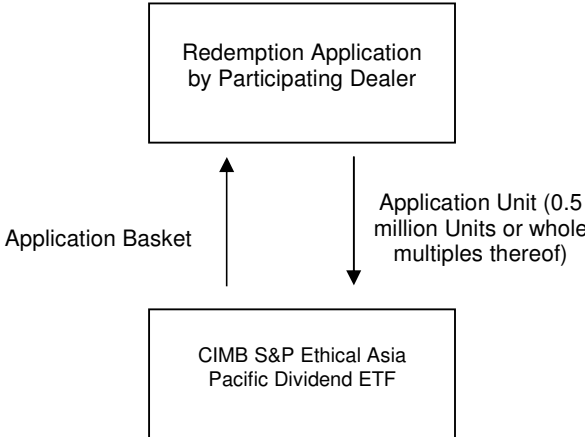 Redemption Application
by Participating Dealer
Application Basket
Application Unit (0.5
million Units or whole
multiples thereof)
CIMB S&P Ethical Asia
Pacific Dividend ETF